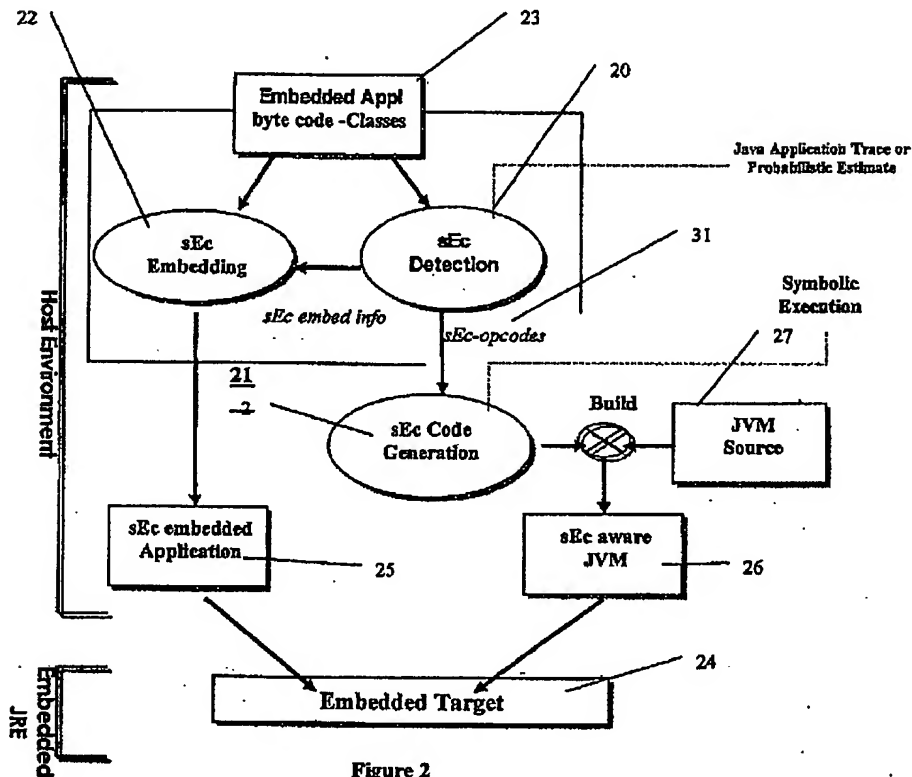 22
23
20
Embedded Appl
byte code -Classes
Java Application Trace or
Probabilistic Estimate
31
sEc
Embedding
sEc
Detection
Symbolic
Execution
sEc embed info
sEc-opcodes
27
21
2
Build
sEc Code
Generation
JVM
Source
Host Environment
sEc embedded
Application
25
sEc aware
JVM
26
24
Embedded Target
Embedded
JRE
Figure 2